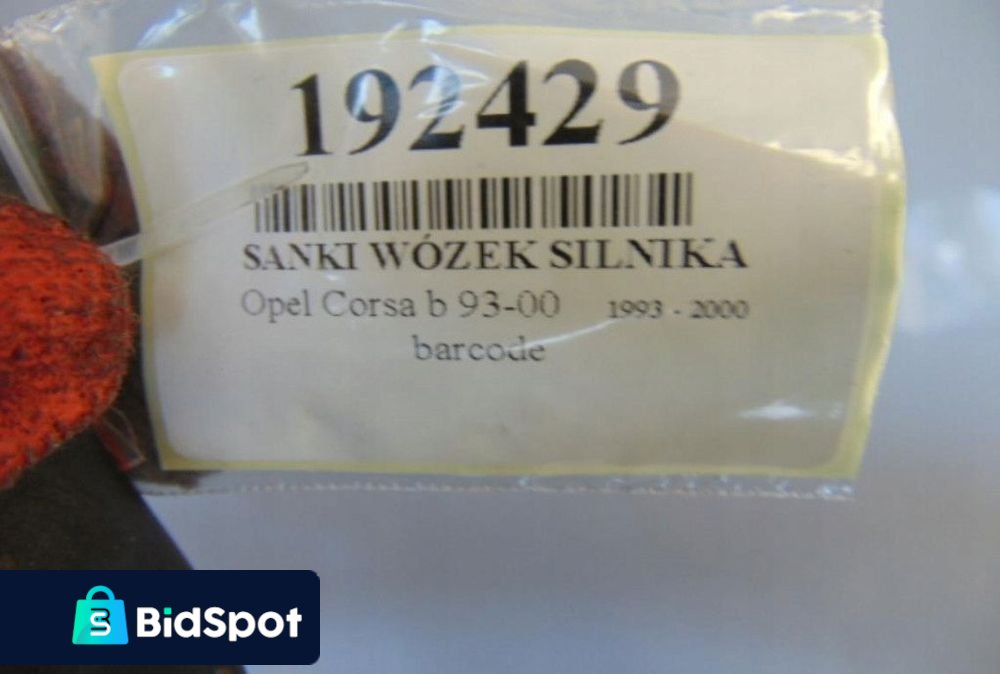 192429
SANKI WÓZEK SILNIKA
Opel Corsa b 93-00 1993 - 2000
barcode
BidSpot